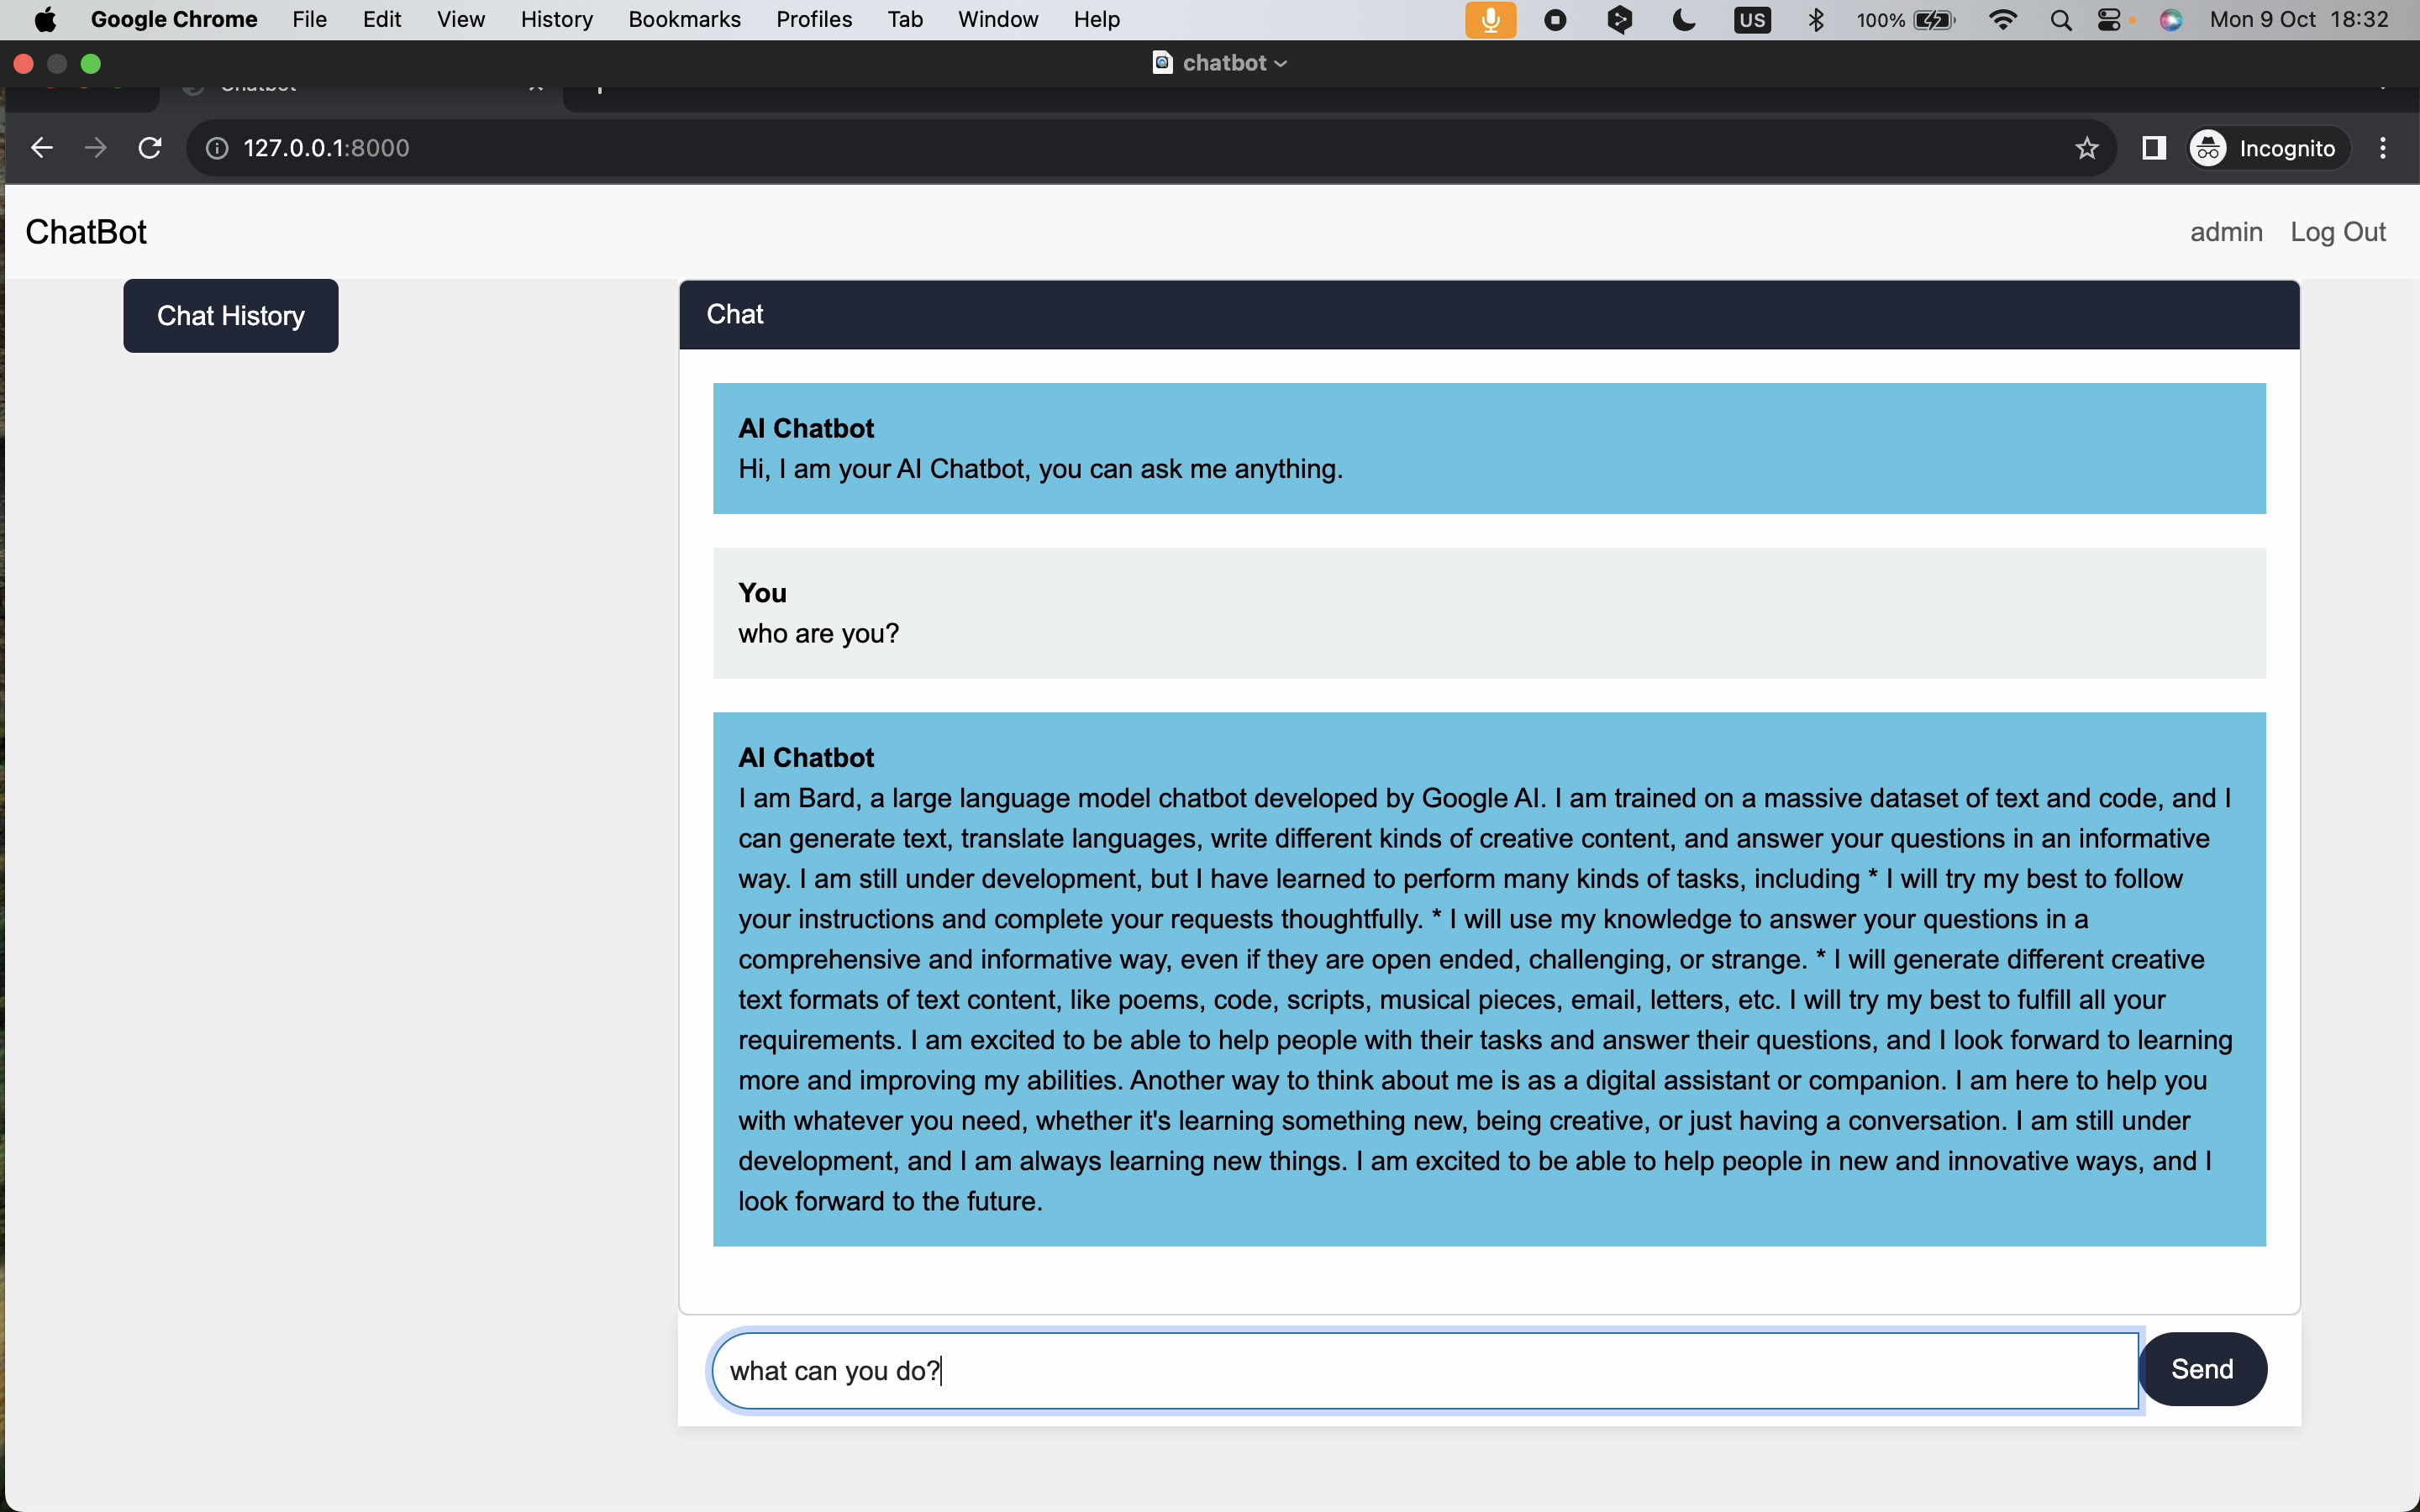 Google Chrome File Edit View History Bookmarks Profiles Tab Window Help US 100% Mon 9 Oct 18:32
chatbot
Chatbot
127.0.0.1:8000 Incognito
ChatBot admin Log Out
Chat History
Chat
AI Chatbot
Hi, I am your AI Chatbot, you can ask me anything.
You
who are you?
AI Chatbot
I am Bard, a large language model chatbot developed by Google AI. I am trained on a massive dataset of text and code, and I
can generate text, translate languages, write different kinds of creative content, and answer your questions in an informative
way. I am still under development, but I have learned to perform many kinds of tasks, including * I will try my best to follow
your instructions and complete your requests thoughtfully. * I will use my knowledge to answer your questions in a
comprehensive and informative way, even if they are open ended, challenging, or strange. * I will generate different creative
text formats of text content, like poems, code, scripts, musical pieces, email, letters, etc. I will try my best to fulfill all your
requirements. I am excited to be able to help people with their tasks and answer their questions, and I look forward to learning
more and improving my abilities. Another way to think about me is as a digital assistant or companion. I am here to help you
with whatever you need, whether it's learning something new, being creative, or just having a conversation. I am still under
development, and I am always learning new things. I am excited to be able to help people in new and innovative ways, and I
look forward to the future.
what can you do?
Send